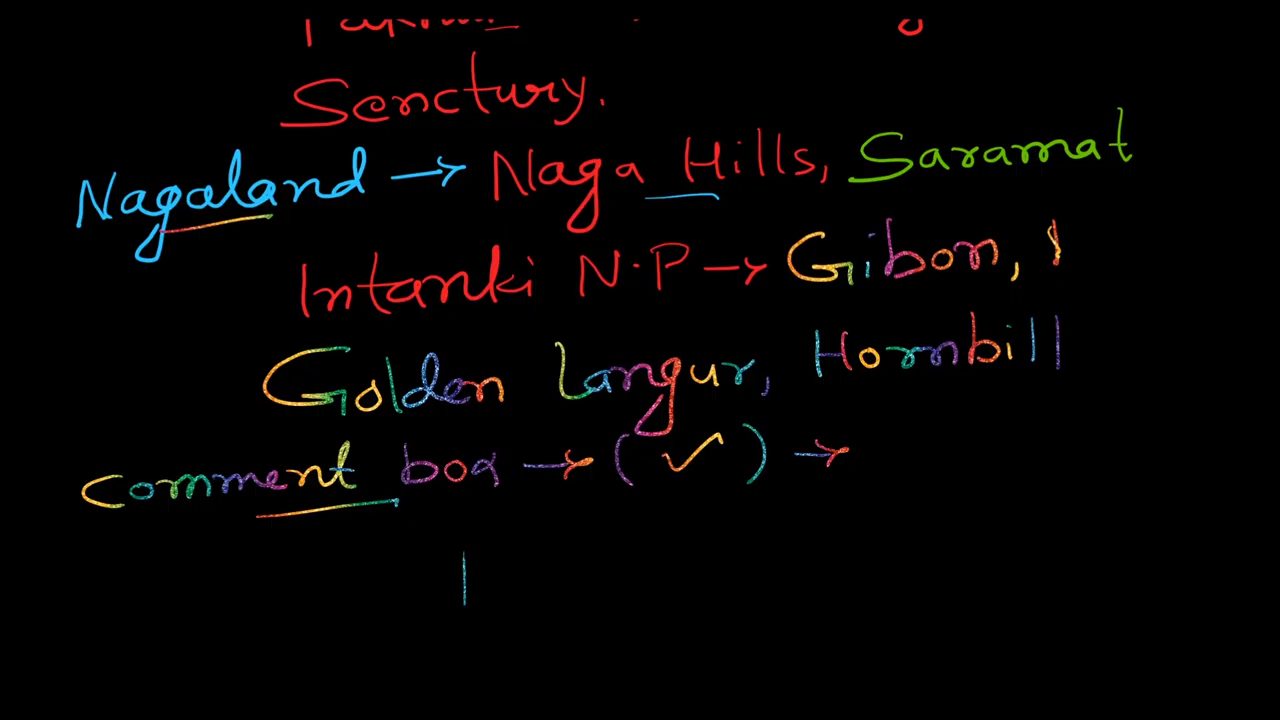 Senctury.
Nagaland → Naga Hills, Saramat
Intanki N.P → Gibon,
Golden Langur, Hornbill
Comment box → ( ✓ ) →